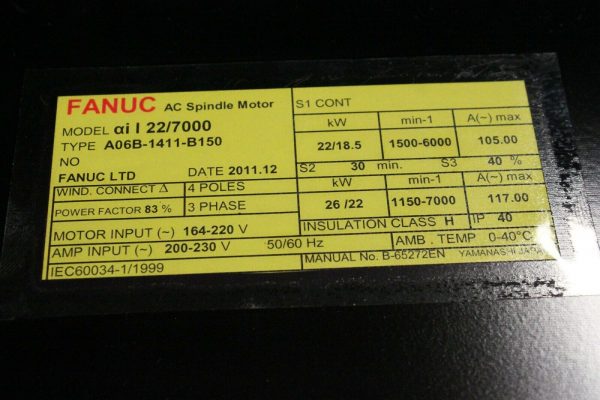 FANUC AC Spindle Motor
MODEL αi I 22/7000
TYPE A06B-1411-B150
NO
FANUC LTD DATE 2011.12
WIND. CONNECT Δ 4 POLES
POWER FACTOR 83 % 3 PHASE
MOTOR INPUT (~) 164-220 V
AMP INPUT (~) 200-230 V 50/60 Hz
IEC60034-1/1999
S1 CONT
kW min-1 A(~) max
22/18.5 1500-6000 105.00
S2 30 min. S3 40 %
kW min-1 A(~) max
26 /22 1150-7000 117.00
INSULATION CLASS H IP 40
AMB . TEMP 0-40°C
MANUAL No. B-65272EN YAMANASHI JAPAN